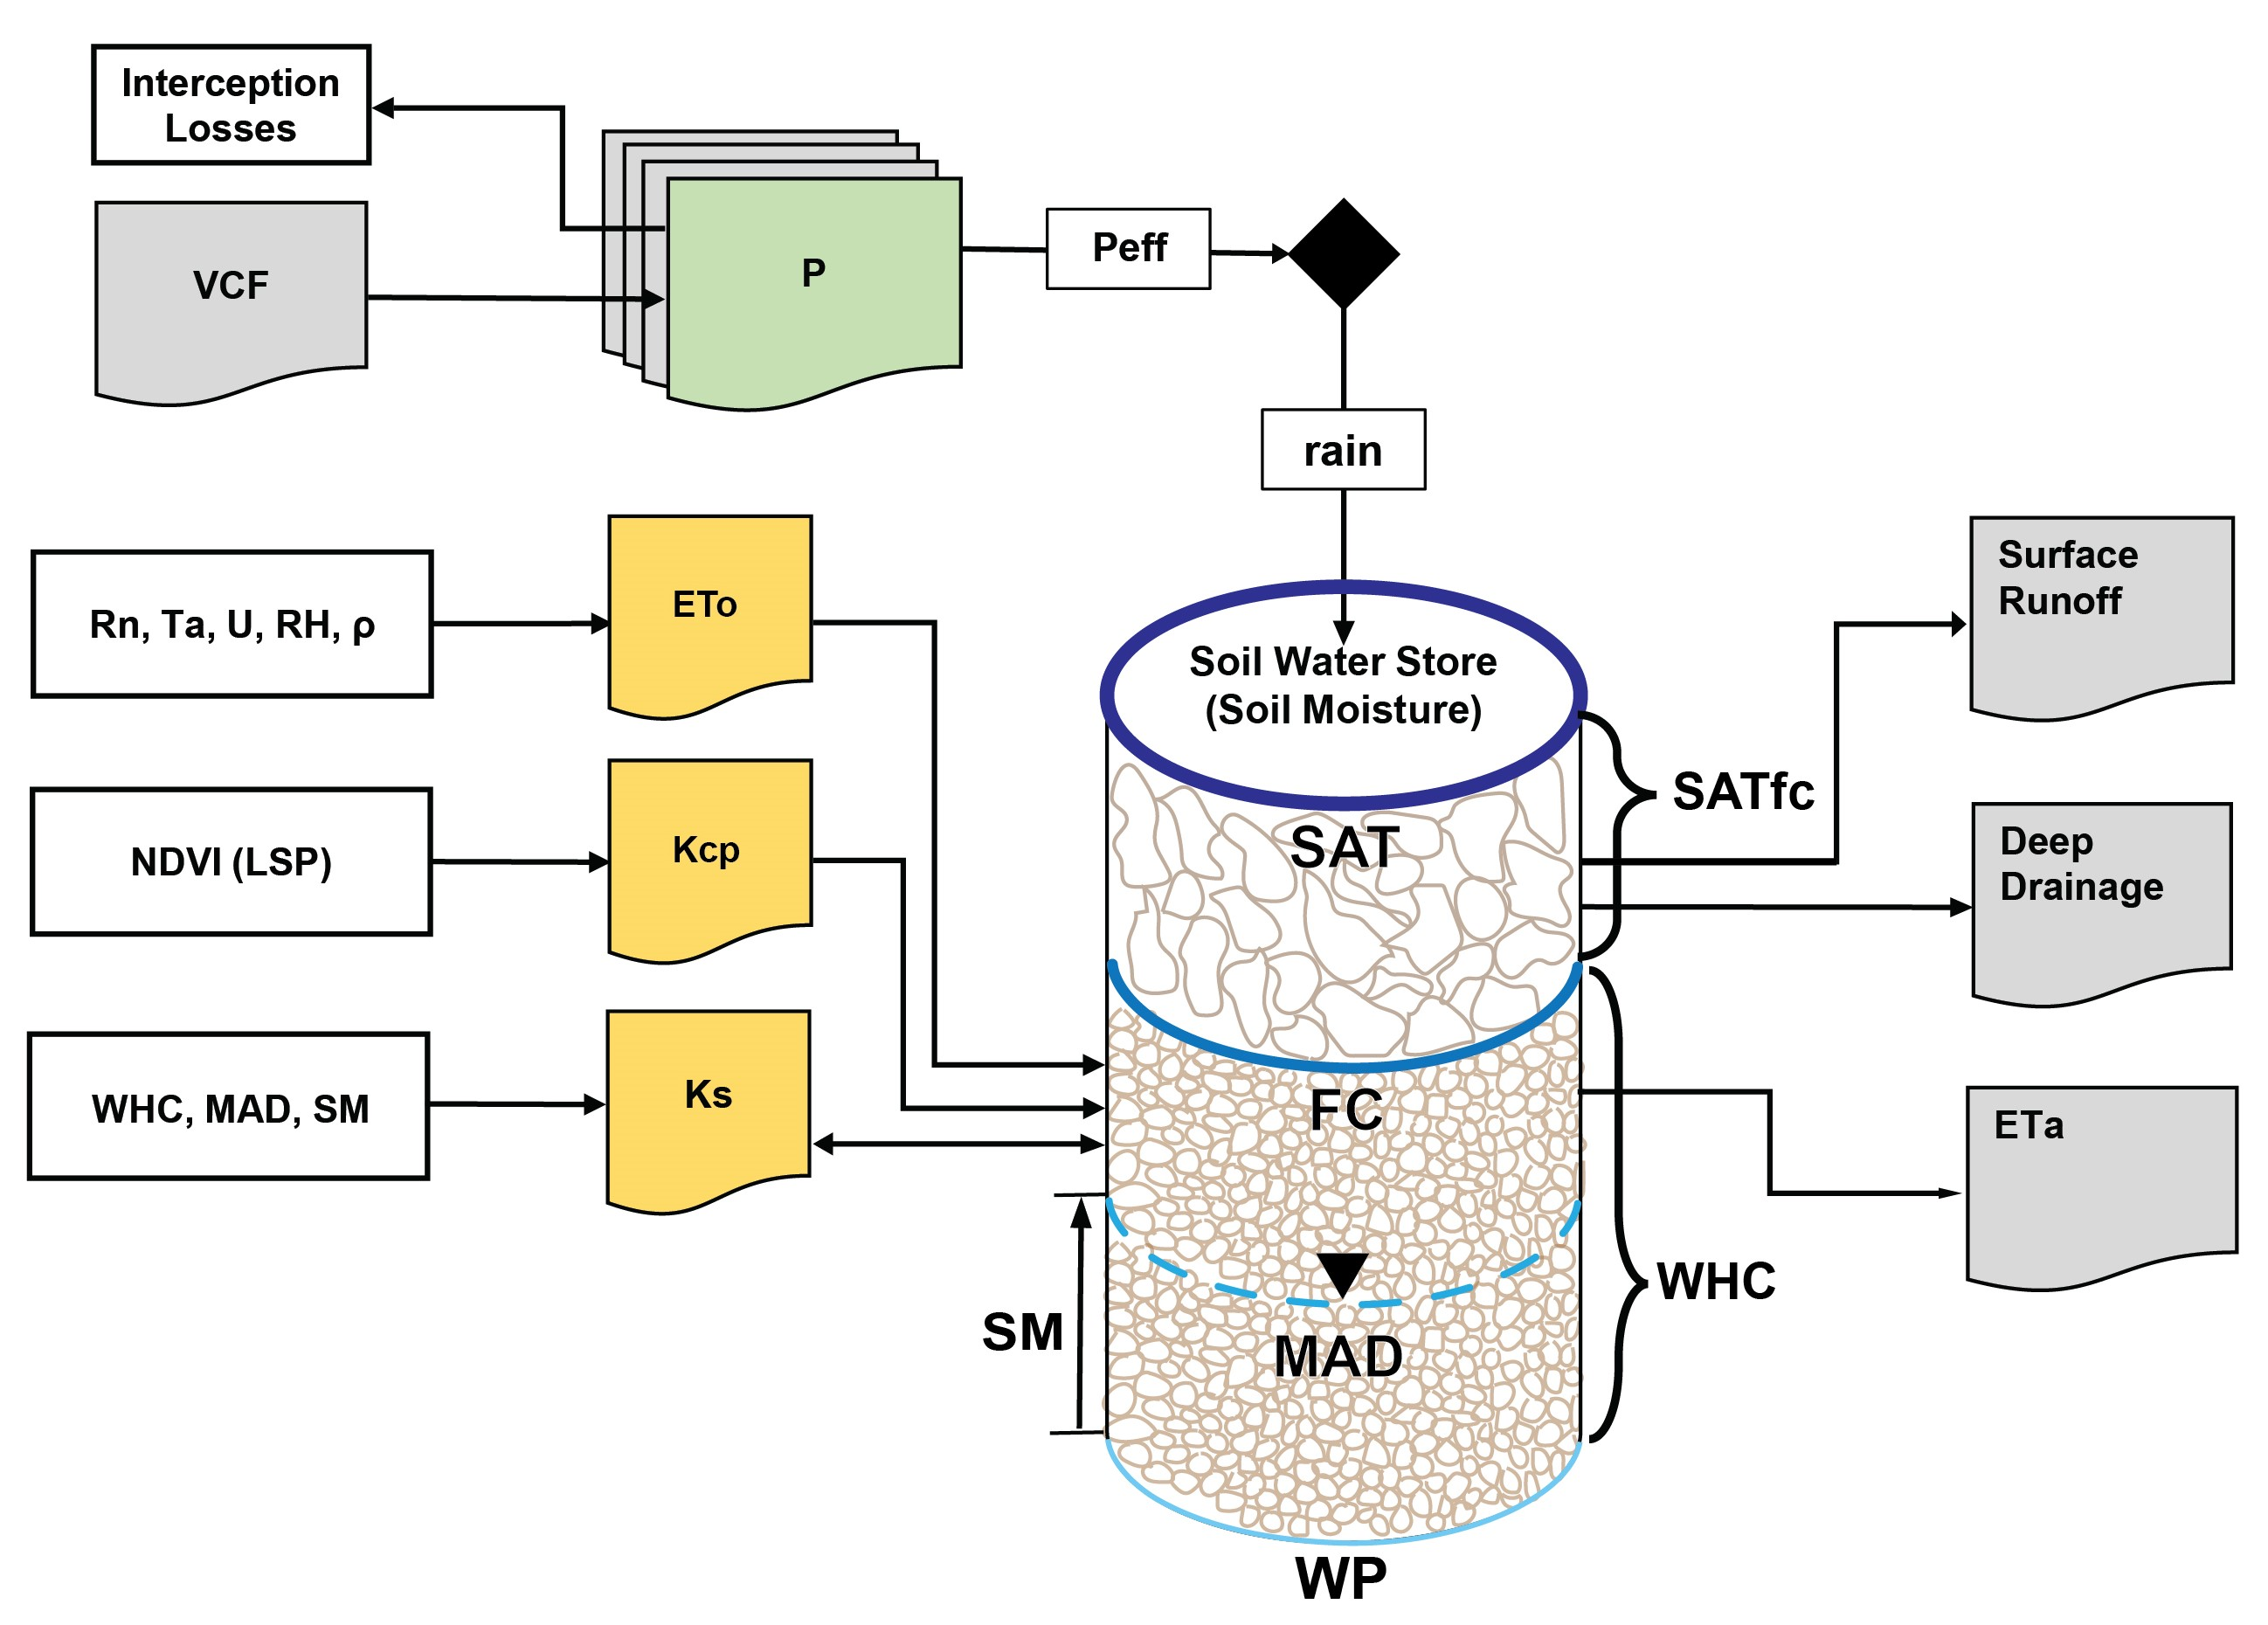 Interception
Losses
VCF
P
Peff
rain
Rn, Ta, U, RH, ρ
ETo
NDVI (LSP)
Kcp
WHC, MAD, SM
Ks
Soil Water Store
(Soil Moisture)
SAT
FC
SM
MAD
WP
SATfc
WHC
Surface
Runoff
Deep
Drainage
ETa